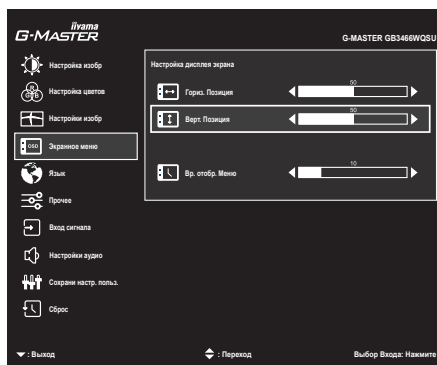 iiyama
G-MASTER
G-MASTER GB3466WQSU
Настройка изобр
Настройка цветов
Настройки изобр
Экранное меню
Язык
Прочее
Вход сигнала
Настройки аудио
Сохрани настр. польз.
Сброс
Настройка дисплея экрана
Гориз. Позиция
50
Верт. Позиция
50
Вр. отобр. Меню
10
R
G B
OSD
: Выход
: Переход
Выбор Входа: Нажмите